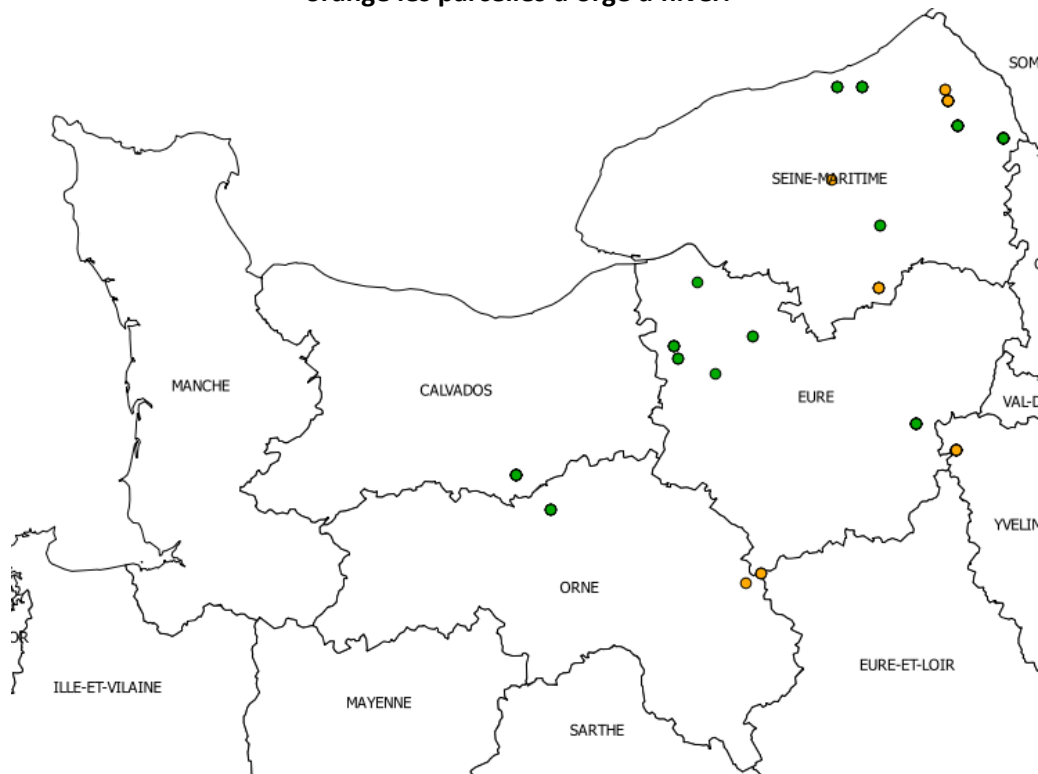 orange les parcelles d'orge d'hiver.
SOM
SEINE-MARITIME
MANCHE
CALVADOS
EURE
VAL-D
YVELIN
ORNE
OR
EURE-ET-LOIR
ILLE-ET-VILAINE
MAYENNE
SARTHE